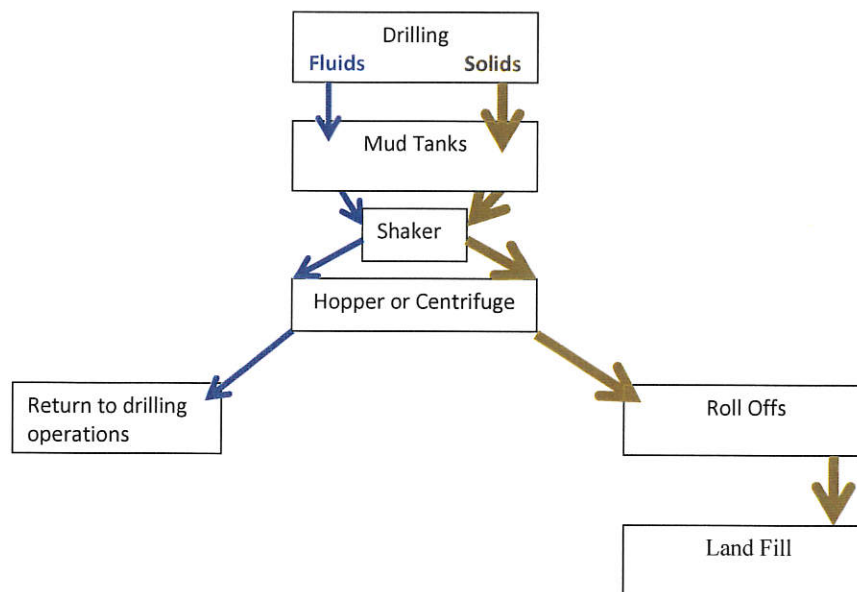 Drilling
Fluids Solids
Mud Tanks
Shaker
Hopper or Centrifuge
Return to drilling
operations
Roll Offs
Land Fill